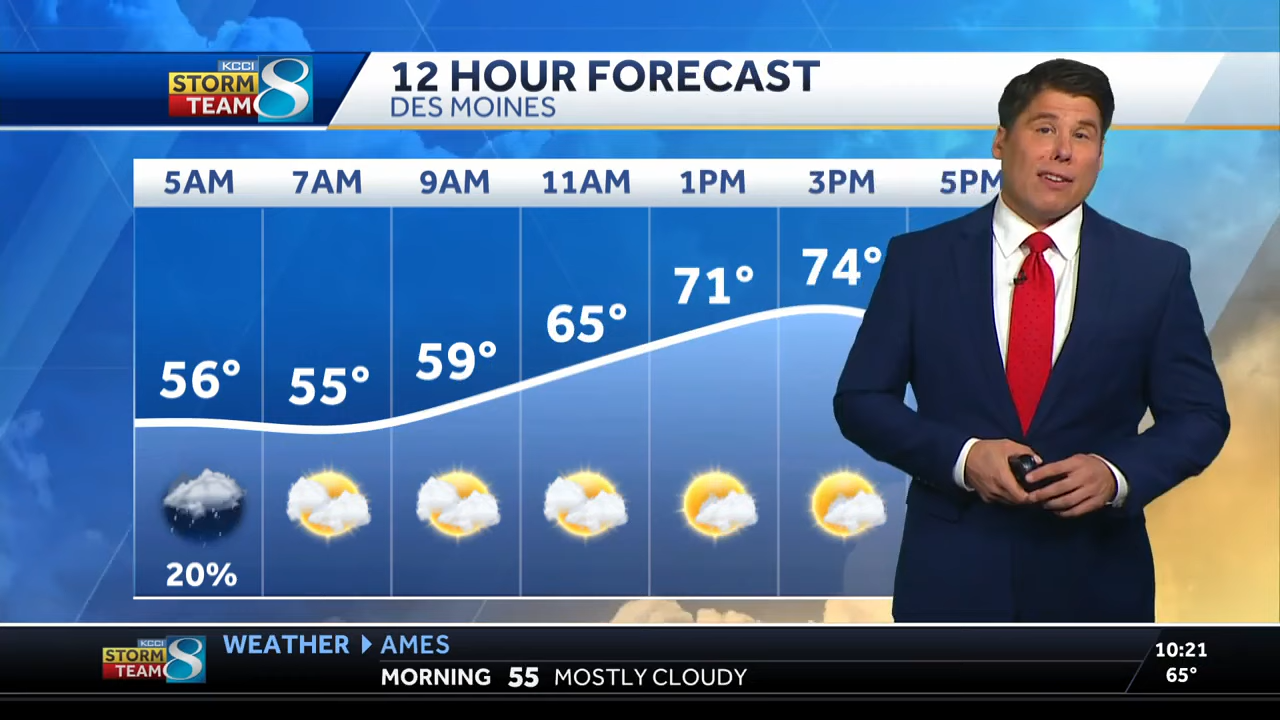 KCCI
STORM
TEAM 8
12 HOUR FORECAST
DES MOINES
5AM 7AM 9AM 11AM 1PM 3PM 5PM
56° 55° 59° 65° 71° 74°
20%
KCCI
STORM
TEAM 8
WEATHER AMES
MORNING 55 MOSTLY CLOUDY
10:21
65°